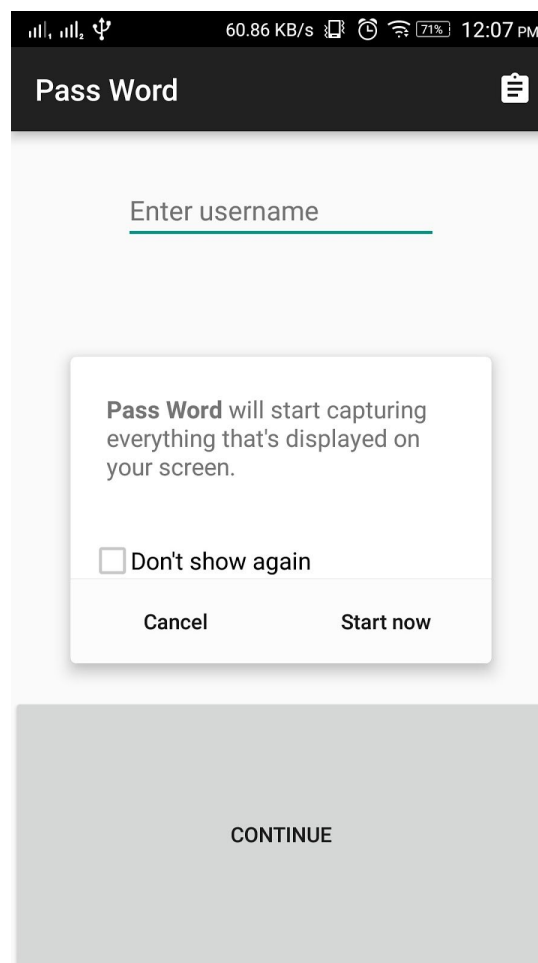 60.86 KB/s 71% 12:07 PM
Pass Word
Enter username
Pass Word will start capturing
everything that's displayed on
your screen.
Don't show again
Cancel Start now
CONTINUE